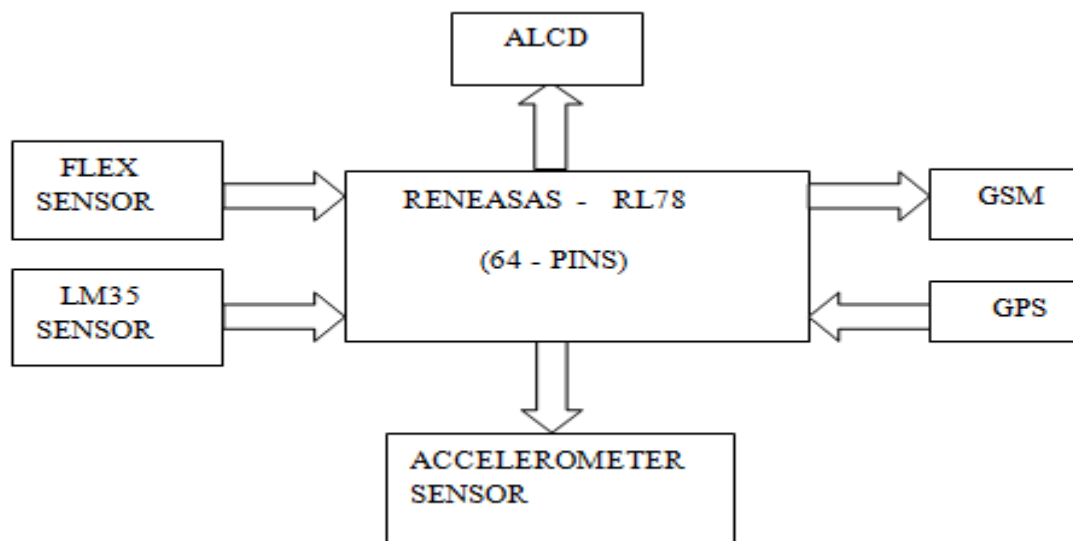 ALCD
FLEX
SENSOR
RENEASAS - RL78
(64 - PINS)
GSM
LM35
SENSOR
GPS
ACCELEROMETER
SENSOR